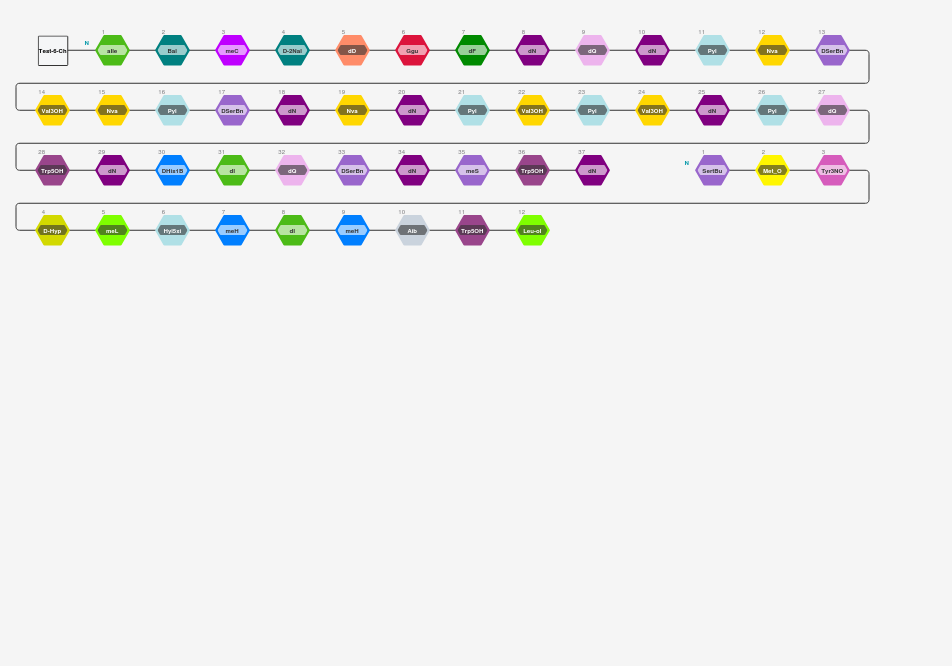 1 2 3 4 5 6 7 8 9 10 11 12 13
Test-6-Ch N aIle Bal meC D-2Nal dD Ggu dF dN dQ dN Pyl Nva DSerBn
14 15 16 17 18 19 20 21 22 23 24 25 26 27
Val3OH Nva Pyl DSerBn dN Nva dN Pyl Val3OH Pyl Val3OH dN Pyl dQ
28 29 30 31 32 33 34 35 36 37 N 1 2 3
Trp5OH dN DHis1B dI dQ DSerBn dN meS Trp5OH dN SertBu Met_O Tyr3NO
4 5 6 7 8 9 10 11 12
D-Hyp meL meH dI meH Aib Trp5OH Leu-ol